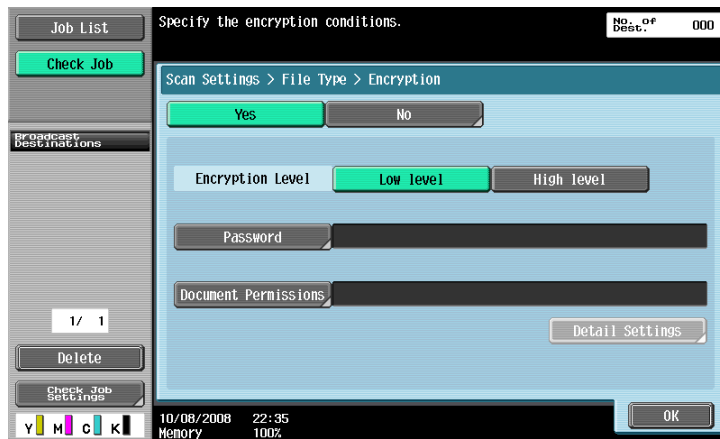 Job List
Specify the encryption conditions.
No. of
Dest.
000
Check Job
Scan Settings > File Type > Encryption
Yes
No
Broadcast
Destinations
Encryption Level
Low level
High level
Password
Document Permissions
1/ 1
Detail Settings
Delete
Check Job
Settings
OK
Y M C K
10/08/2008 22:35
Memory 100%